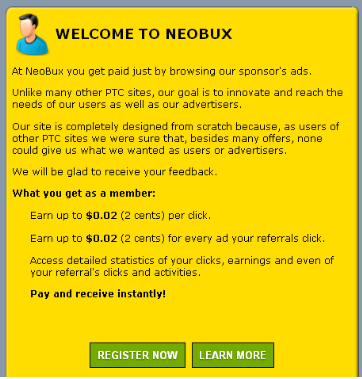 WELCOME TO NEOBUX
At NeoBux you get paid just by browsing our sponsor's ads.
Unlike many other PTC sites, our goal is to innovate and reach the
needs of our users as well as our advertisers.
Our site is completely designed from scratch because, as users of
other PTC sites we were sure that, besides many offers, none
could give us what we wanted as users or advertisers.
We will be glad to receive your feedback.
What you get as a member:
Earn up to $0.02 (2 cents) per click.
Earn up to $0.02 (2 cents) for every ad your referrals click.
Access detailed statistics of your clicks, earnings and even of
your referral's clicks and activities.
Pay and receive instantly!
REGISTER NOW LEARN MORE